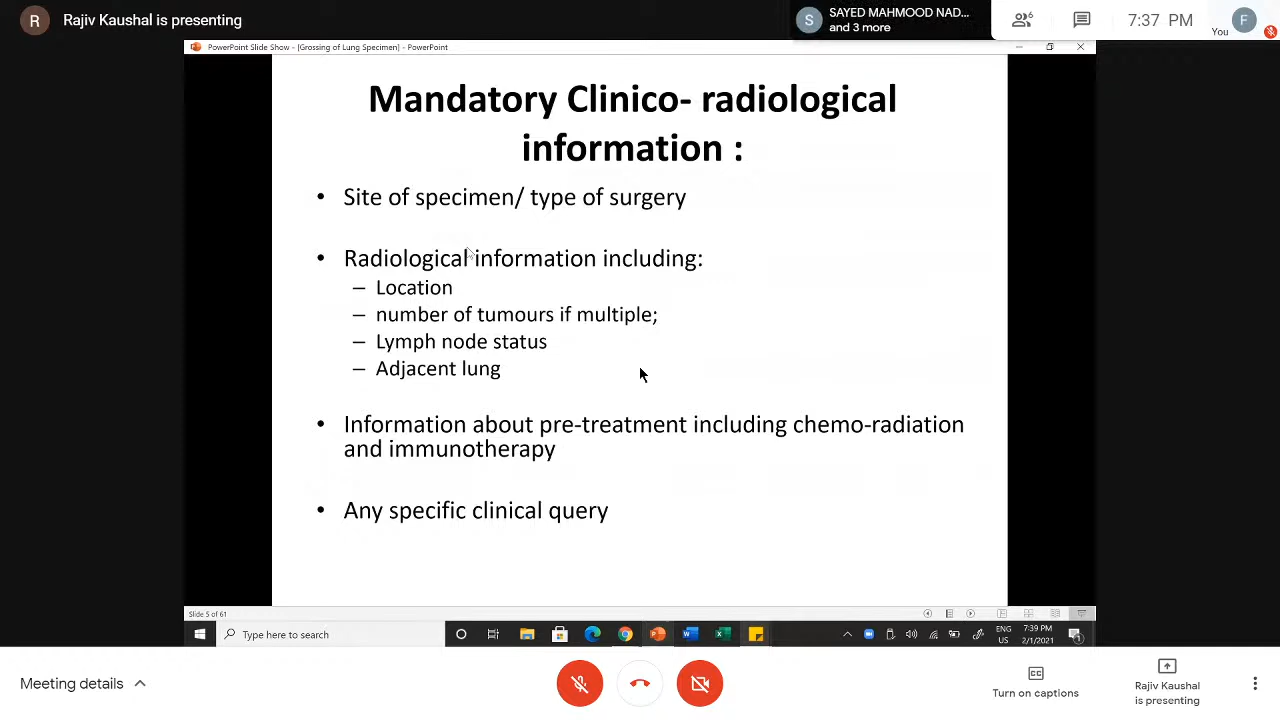 R
Rajiv Kaushal is presenting
S
SAYED MAHMOOD NAD...
and 3 more
6
7:37 PM
You
F
PowerPoint Slide Show - [Grossing of Lung Specimen] - PowerPoint
Mandatory Clinico- radiological
information :
• Site of specimen/ type of surgery
• Radiological information including:
– Location
– number of tumours if multiple;
– Lymph node status
– Adjacent lung
• Information about pre-treatment including chemo-radiation
and immunotherapy
• Any specific clinical query
Slide 5 of 61
Type here to search
ENG
US
7:39 PM
2/1/2021
1
Meeting details
CC
Turn on captions
Rajiv Kaushal
is presenting